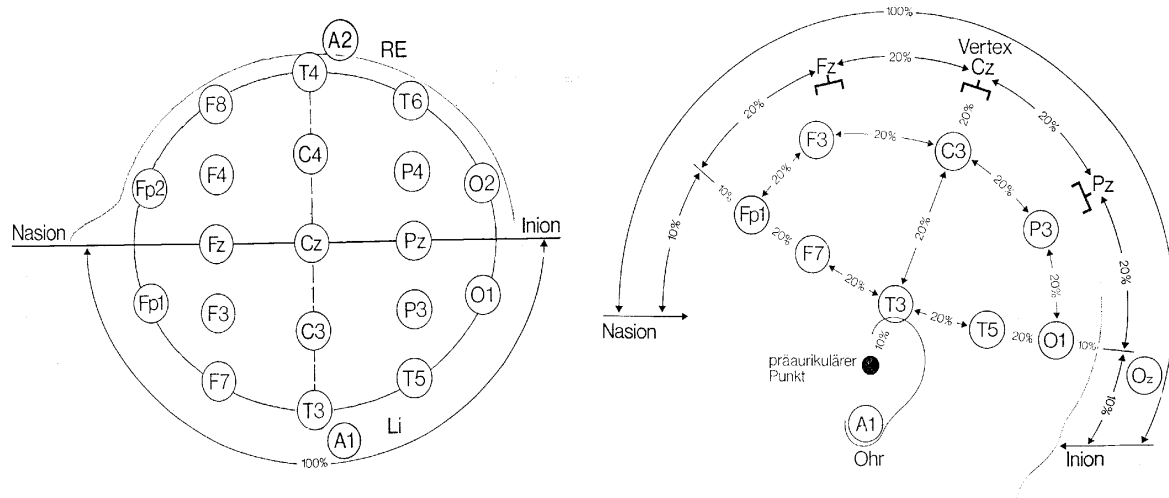 A2
RE
T4
F8
T6
C4
F4
P4
Fp2
O2
Nasion
Inion
Fz
Cz
Pz
Fp1
O1
F3
P3
C3
F7
T5
T3
Li
A1
100%
100%
Vertex
Fz
20%
Cz
20%
20%
20%
F3
20%
C3
10%
20%
20%
Pz
10%
Fp1
20%
P3
20%
F7
20%
20%
20%
20%
T3
Nasion
20%
T5
20%
O1
10%
10%
präaurikulärer
Punkt
Oz
10%
A1
Ohr
Inion